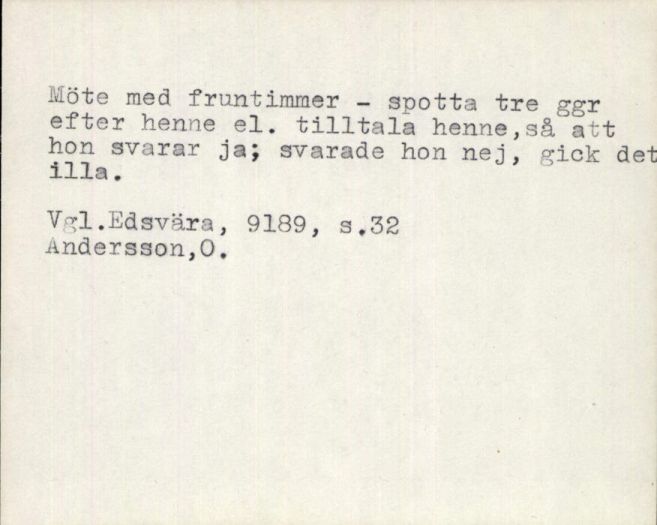 Möte med fruntimmer - spotta tre ggr
efter henne el. tilltala henne,så att
hon svarar ja; svarade hon nej, gick det
illa.
Vgl.Edsvära, 9189, s.32
Andersson,O.